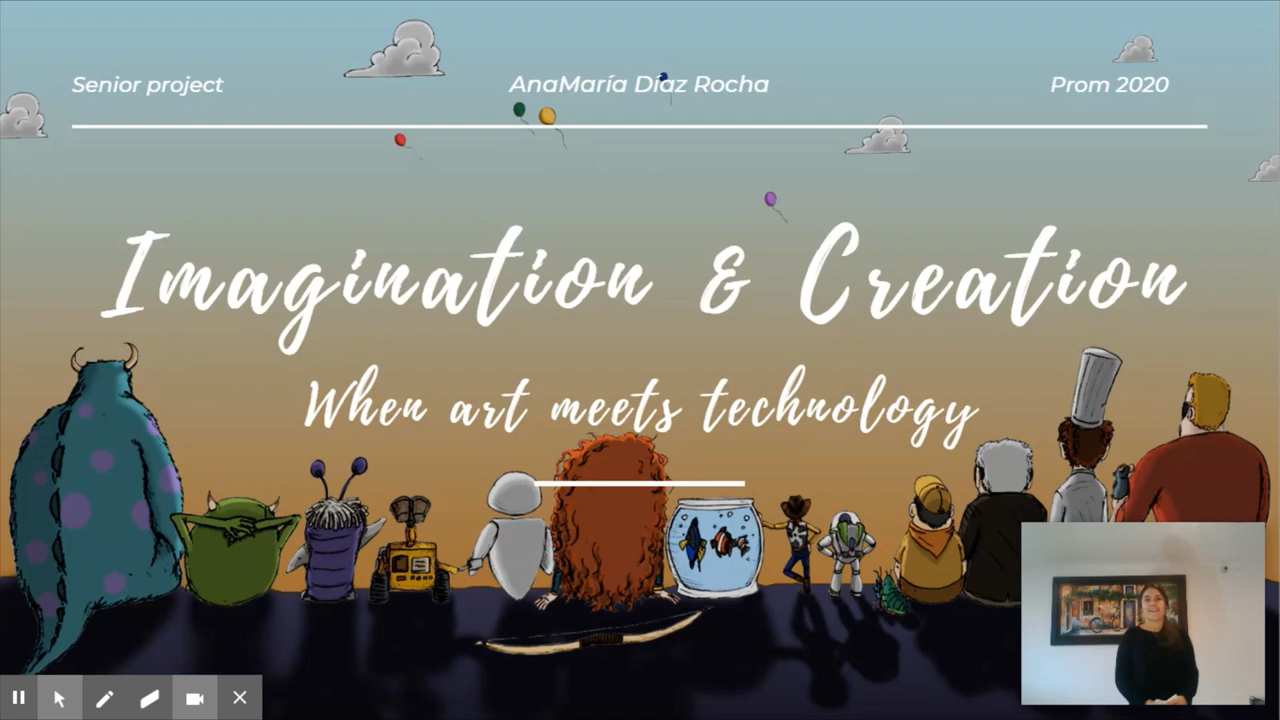 Senior project
AnaMaría Díaz Rocha
Prom 2020
Imagination & Creation
When art meets technology